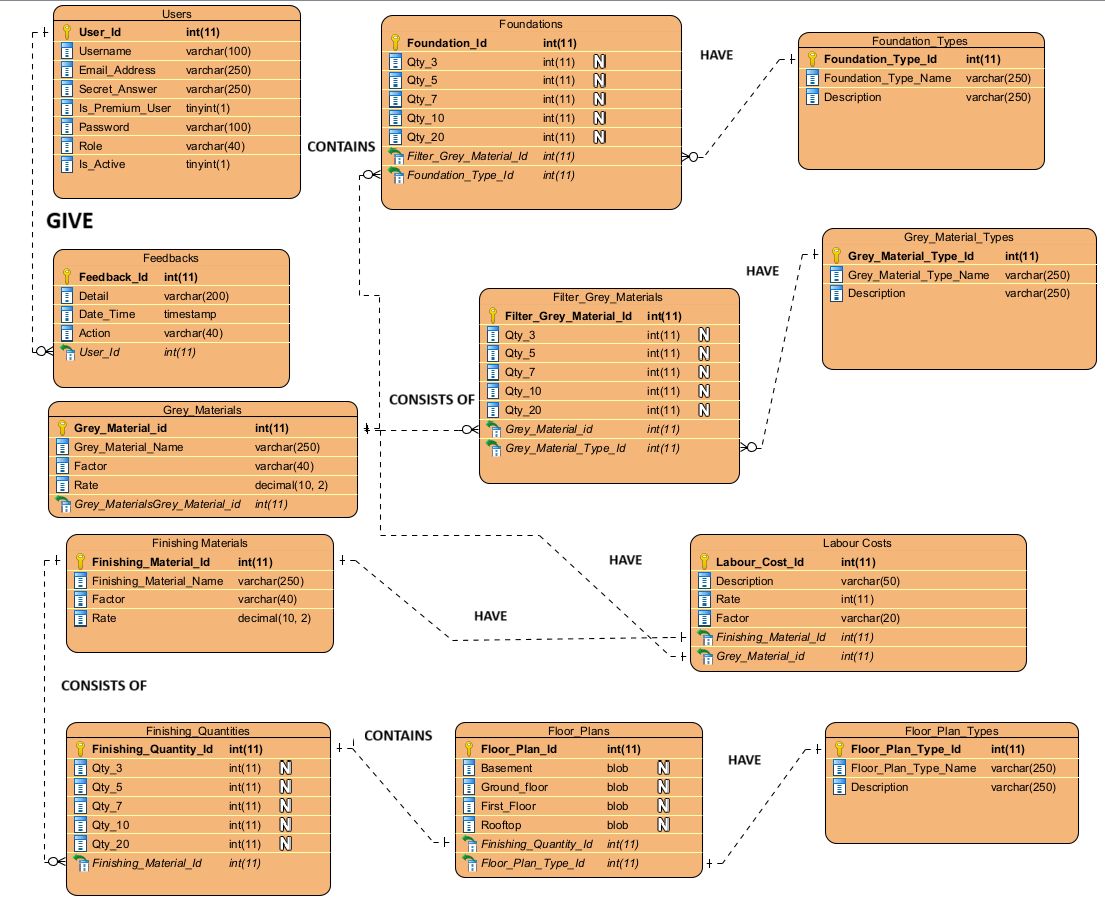 Users
User_Id int(11)
Username varchar(100)
Email_Address varchar(250)
Secret_Answer varchar(250)
Is_Premium_User tinyint(1)
Password varchar(100)
Role varchar(40)
Is_Active tinyint(1)
GIVE
Feedbacks
Feedback_Id int(11)
Detail varchar(200)
Date_Time timestamp
Action varchar(40)
User_Id int(11)
CONTAINS
Foundations
Foundation_Id int(11)
Qty_3 int(11) N
Qty_5 int(11) N
Qty_7 int(11) N
Qty_10 int(11) N
Qty_20 int(11) N
Filter_Grey_Material_Id int(11)
Foundation_Type_Id int(11)
HAVE
Foundation_Types
Foundation_Type_Id int(11)
Foundation_Type_Name varchar(250)
Description varchar(250)
Filter_Grey_Materials
Filter_Grey_Material_Id int(11)
Qty_3 int(11) N
Qty_5 int(11) N
Qty_7 int(11) N
Qty_10 int(11) N
Qty_20 int(11) N
Grey_Material_id int(11)
Grey_Material_Type_Id int(11)
HAVE
Grey_Material_Types
Grey_Material_Type_Id int(11)
Grey_Material_Type_Name varchar(250)
Description varchar(250)
CONSISTS OF
Grey_Materials
Grey_Material_id int(11)
Grey_Material_Name varchar(250)
Factor varchar(40)
Rate decimal(10, 2)
Grey_MaterialsGrey_Material_id int(11)
Finishing Materials
Finishing_Material_Id int(11)
Finishing_Material_Name varchar(250)
Factor varchar(40)
Rate decimal(10, 2)
HAVE
HAVE
Labour Costs
Labour_Cost_Id int(11)
Description varchar(50)
Rate int(11)
Factor varchar(20)
Finishing_Material_Id int(11)
Grey_Material_id int(11)
CONSISTS OF
Finishing_Quantities
Finishing_Quantity_Id int(11)
Qty_3 int(11) N
Qty_5 int(11) N
Qty_7 int(11) N
Qty_10 int(11) N
Qty_20 int(11) N
Finishing_Material_Id int(11)
CONTAINS
Floor_Plans
Floor_Plan_Id int(11)
Basement blob N
Ground_floor blob N
First_Floor blob N
Rooftop blob N
Finishing_Quantity_Id int(11)
Floor_Plan_Type_Id int(11)
HAVE
Floor_Plan_Types
Floor_Plan_Type_Id int(11)
Floor_Plan_Type_Name varchar(250)
Description varchar(250)